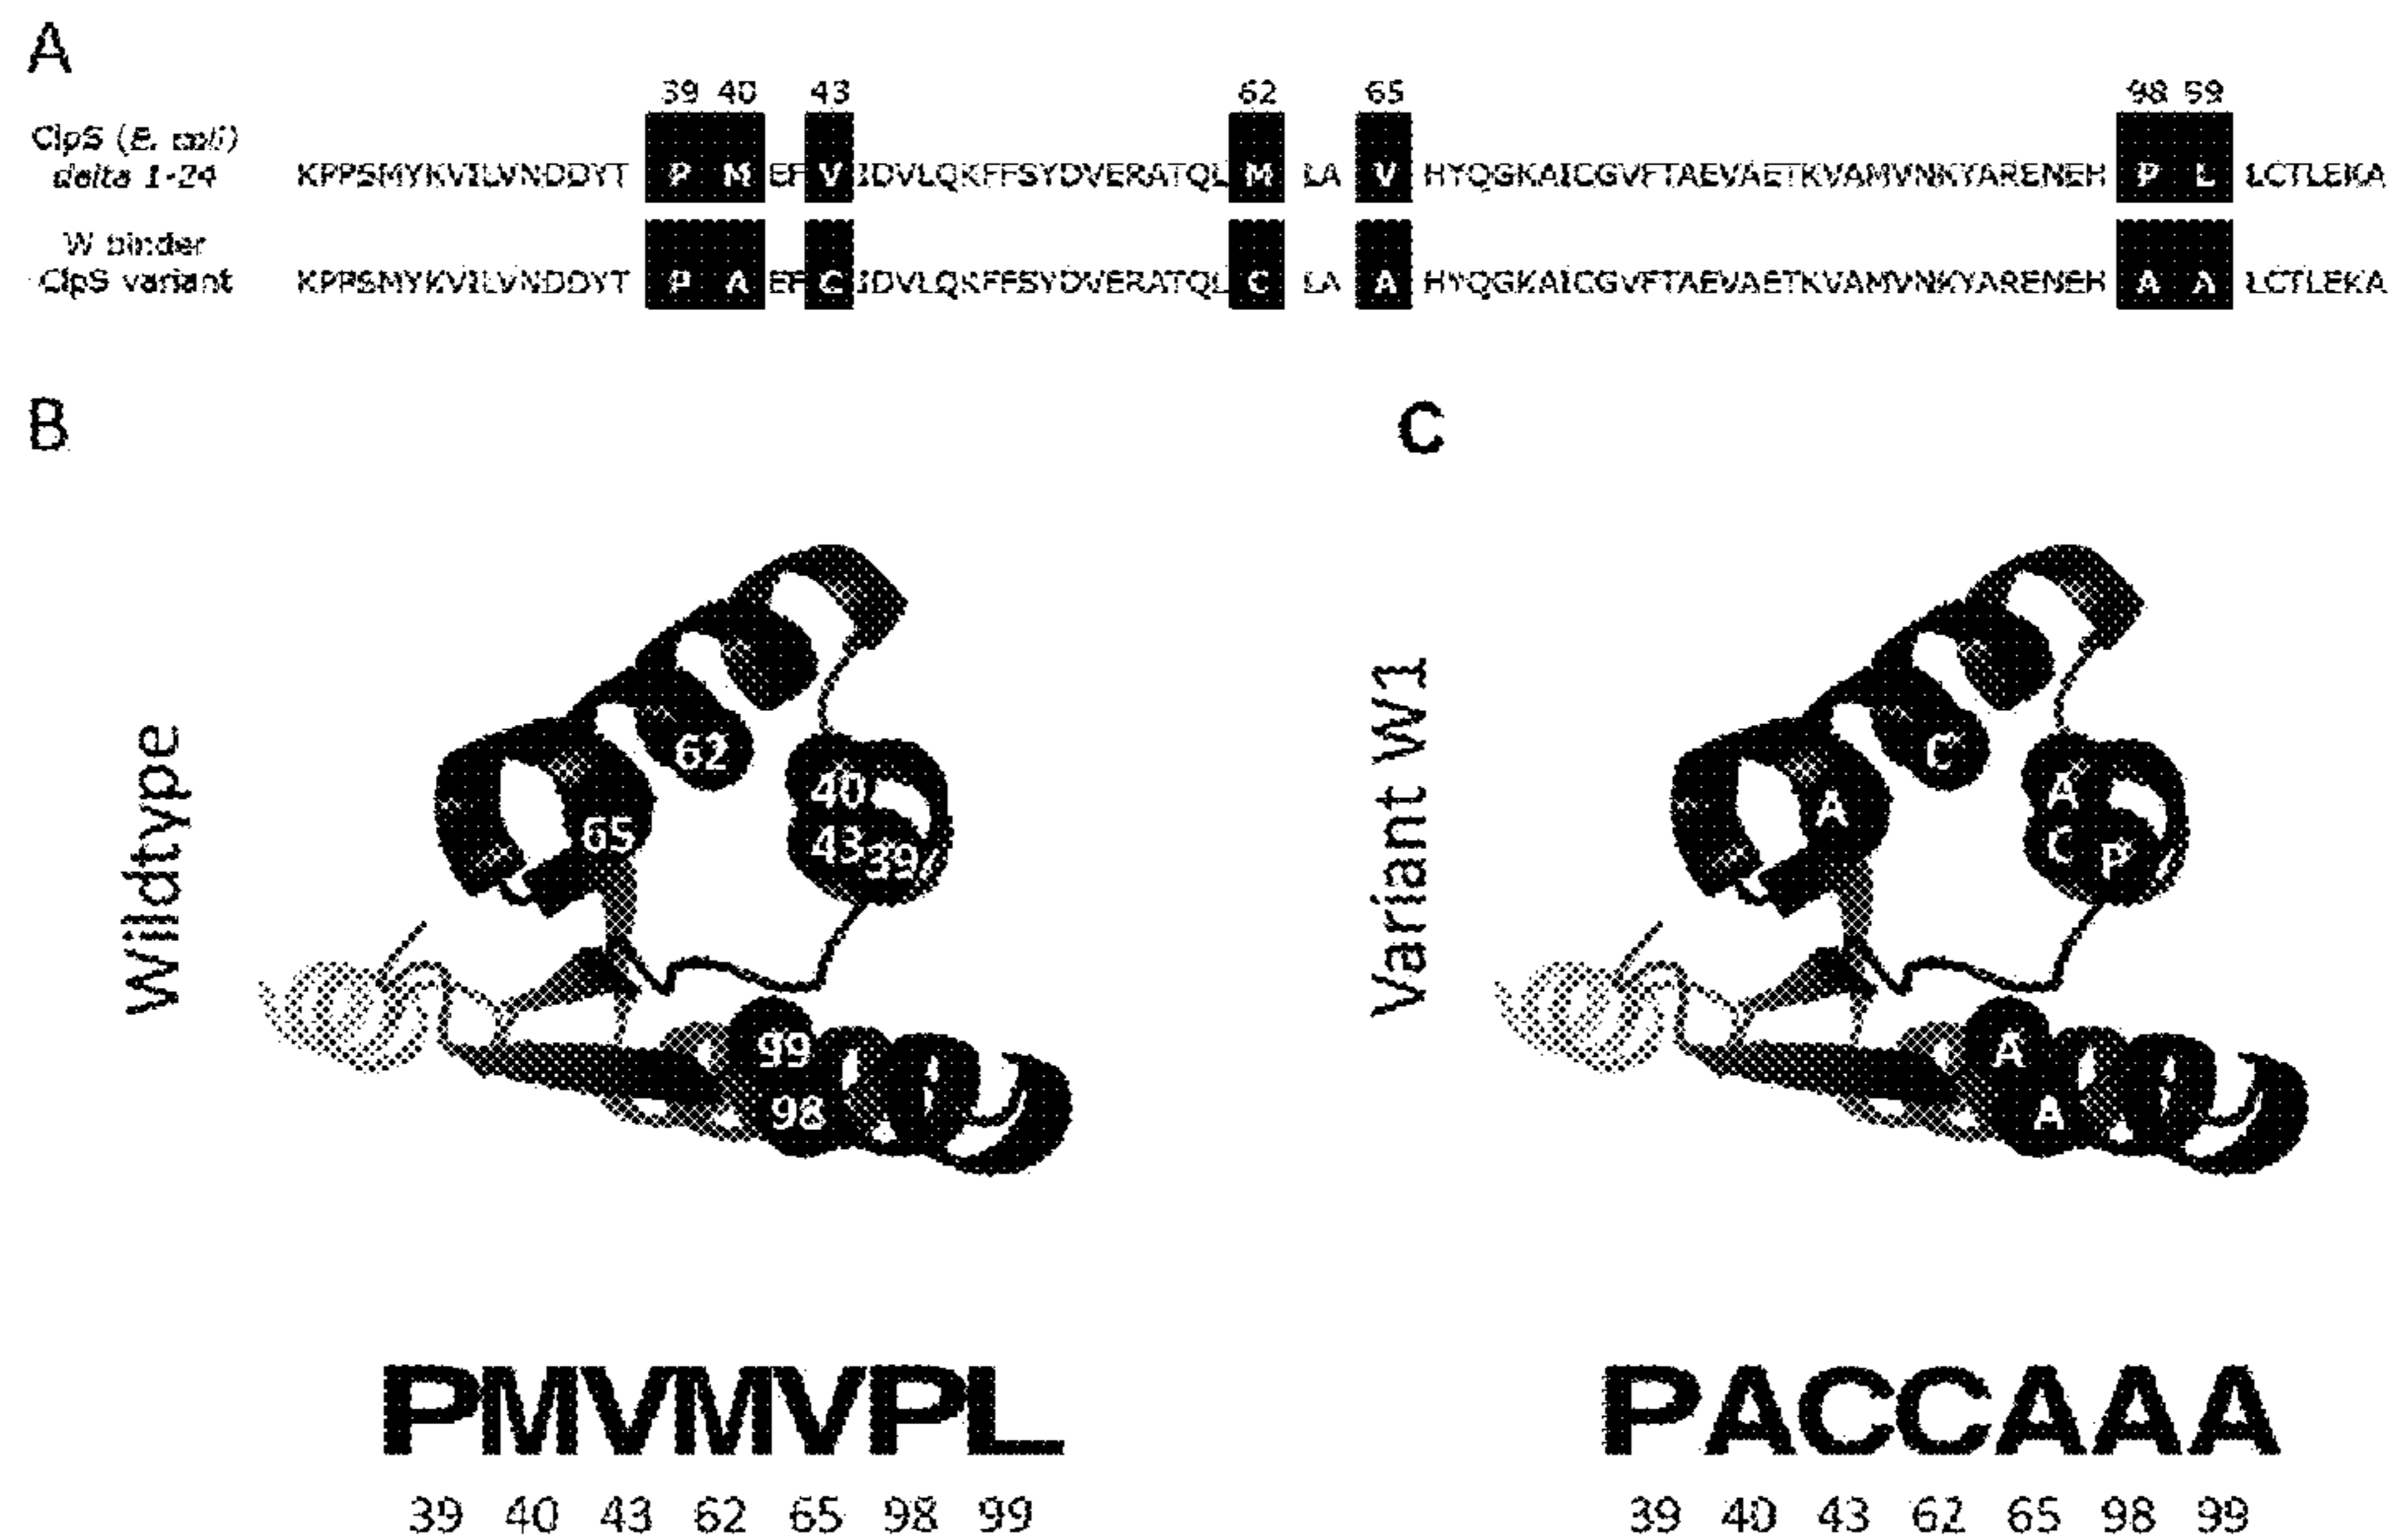 A
39 40 43 62 65 98 99
ClpS (E. coli)
delta 1-24
KPPSMYKVILVNDDYT P M EF V IDVLQKFFSYDVERATQL M LA V HYQGKAICGVFTAEVAETKVAMVNKYARENEH P L LCTLEKA
W binder
ClpS variant
KPPSMYKVILVNDDYT P A EF C IDVLQKFFSYDVERATQL C LA A HYQGKAICGVFTAEVAETKVAMVNKYARENEH A A LCTLEKA
B
Wildtype
62
40
65
43
39
99
98
PMVMVPL
39 40 43 62 65 98 99
C
Variant W1
C
A
A
C
P
A
A
PACCAAA
39 40 43 62 65 98 99